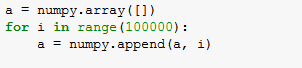 a = numpy.array([])
for i in range(100000):
    a = numpy.append(a, i)